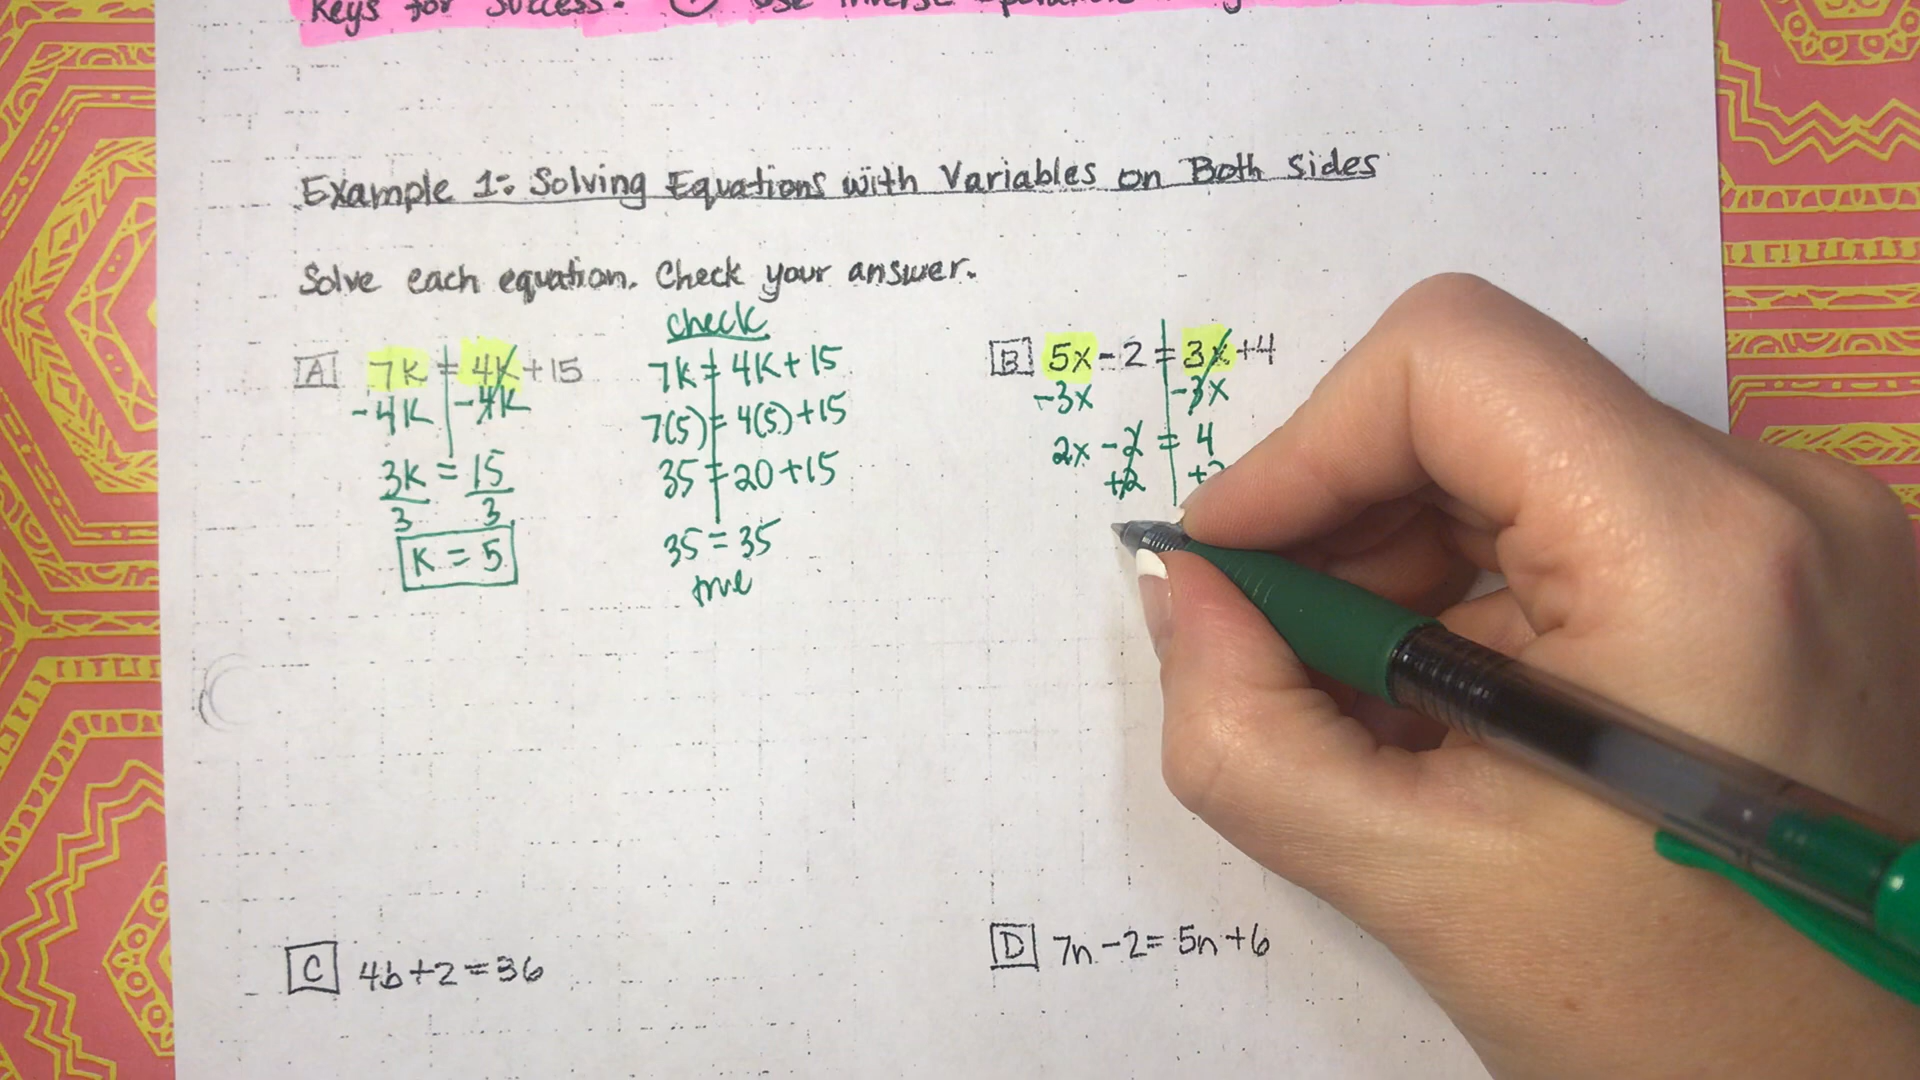 Keys for Success:
Example 1: Solving Equations with Variables on Both Sides
Solve each equation. Check your answer.
A 7k = 4k + 15
-4k -4k
3k = 15
3 3
k = 5
check
7k = 4k + 15
7(5) = 4(5) + 15
35 = 20 + 15
35 = 35
true
B 5x - 2 = 3x + 4
-3x -3x
2x - 2 = 4
+2 +2
C 4b + 2 = 36
D 7n - 2 = 5n + 6